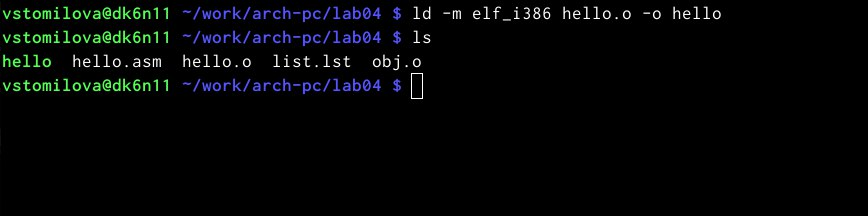 vstomilova@dk6n11 ~/work/arch-pc/lab04 $ ld -m elf_i386 hello.o -o hello
vstomilova@dk6n11 ~/work/arch-pc/lab04 $ ls
hello  hello.asm  hello.o  list.lst  obj.o
vstomilova@dk6n11 ~/work/arch-pc/lab04 $